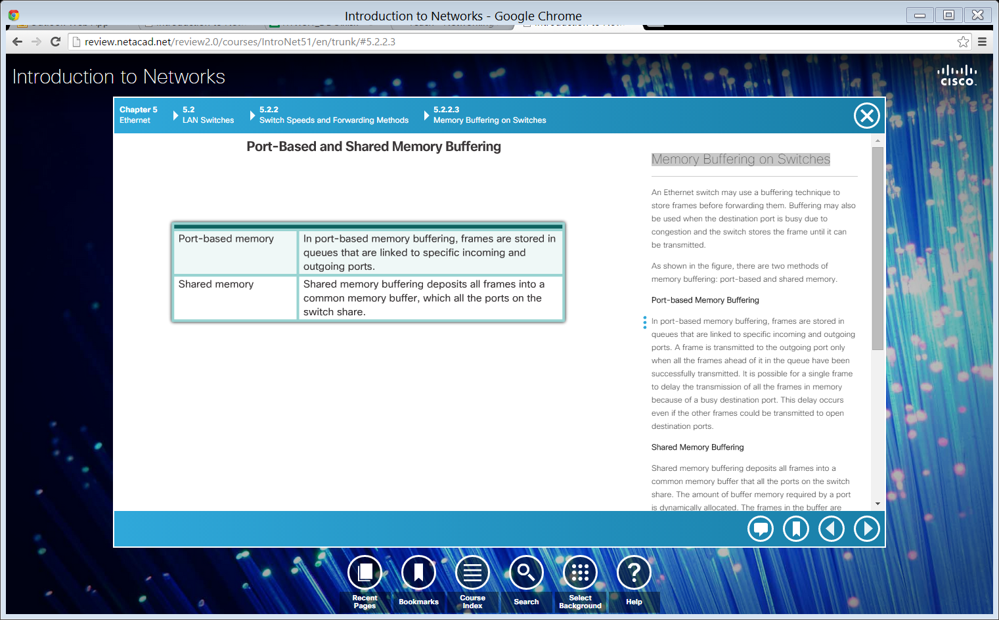 Introduction to Networks - Google Chrome
review.netacad.net/review2.0/courses/IntroNet51/en/trunk/#5.2.2.3
Introduction to Networks
CISCO
Chapter 5
Ethernet
5.2
LAN Switches
5.2.2
Switch Speeds and Forwarding Methods
5.2.2.3
Memory Buffering on Switches
Port-Based and Shared Memory Buffering
Port-based memory
In port-based memory buffering, frames are stored in
queues that are linked to specific incoming and
outgoing ports.
Shared memory
Shared memory buffering deposits all frames into a
common memory buffer, which all the ports on the
switch share.
Memory Buffering on Switches
An Ethernet switch may use a buffering technique to
store frames before forwarding them. Buffering may also
be used when the destination port is busy due to
congestion and the switch stores the frame until it can
be transmitted.
As shown in the figure, there are two methods of
memory buffering: port-based and shared memory.
Port-based Memory Buffering
In port-based memory buffering, frames are stored in
queues that are linked to specific incoming and outgoing
ports. A frame is transmitted to the outgoing port only
when all the frames ahead of it in the queue have been
successfully transmitted. It is possible for a single frame
to delay the transmission of all the frames in memory
because of a busy destination port. This delay occurs
even if the other frames could be transmitted to open
destination ports.
Shared Memory Buffering
Shared memory buffering deposits all frames into a
common memory buffer that all the ports on the switch
share. The amount of buffer memory required by a port
is dynamically allocated. The frames in the buffer are
Recent
Pages
Bookmarks
Course
Index
Search
Select
Background
?
Help